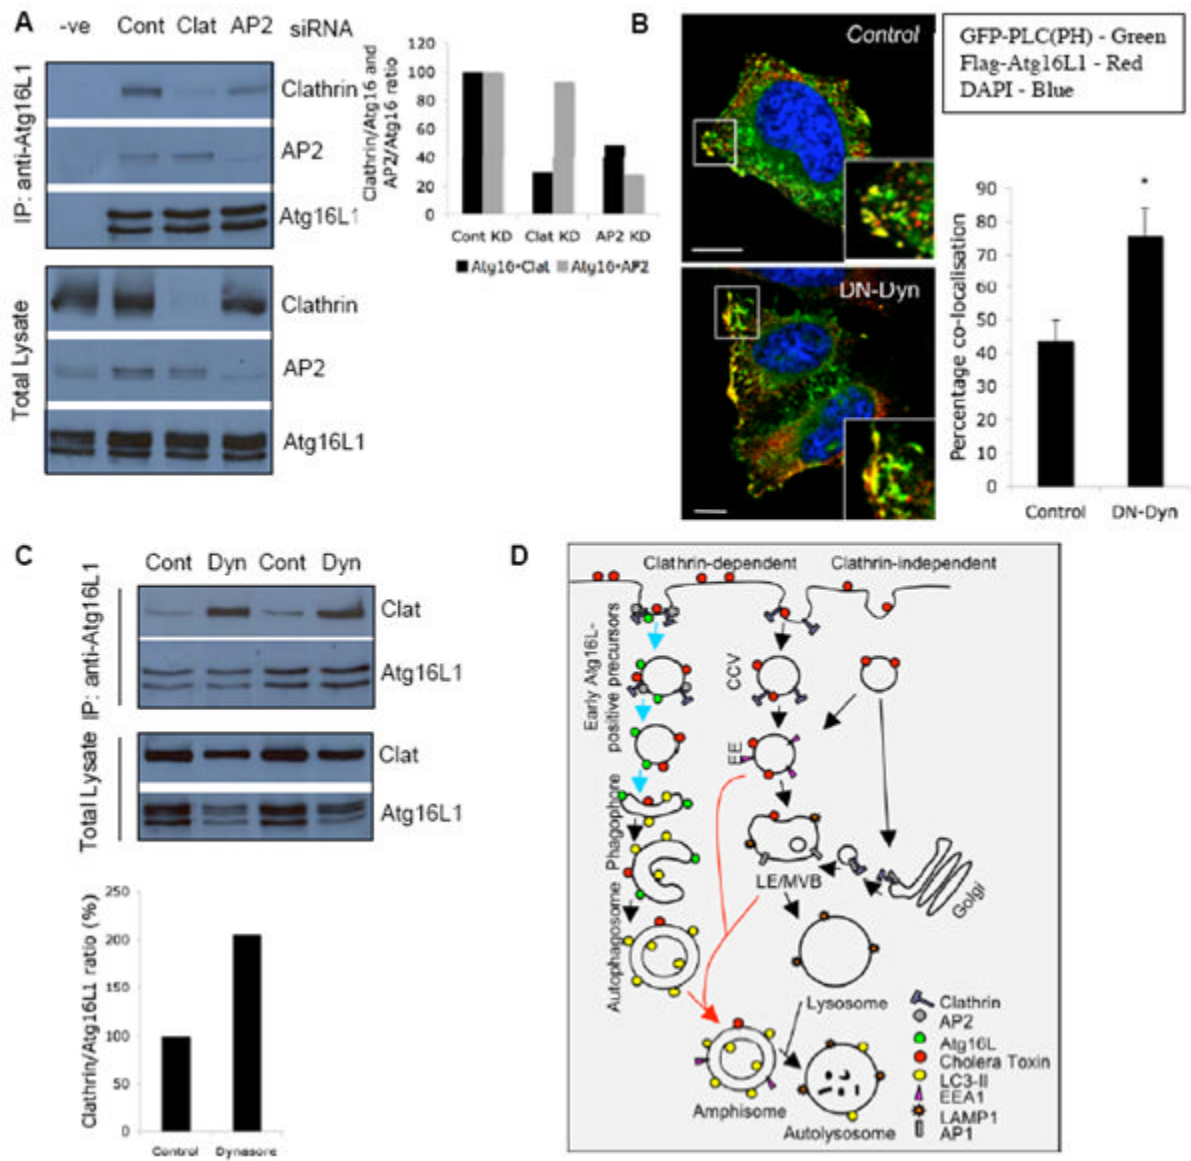 A
-ve Cont Clat AP2 siRNA
IP: anti-Atg16L1
Clathrin
AP2
Atg16L1
Total Lysate
Clathrin
AP2
Atg16L1
Clathrin/Atg16 and
AP2/Atg16 ratio
120
100
80
60
40
20
0
Cont KD Clat KD AP2 KD
Atg16-Clat Atg16-AP2
B
Control
DN-Dyn
GFP-PLC(PH) - Green
Flag-Atg16L1 - Red
DAPI - Blue
Percentage co-localisation
90
80
70
60
50
40
30
20
10
0
*
Control DN-Dyn
C
Cont Dyn Cont Dyn
IP: anti-Atg16L1
Clat
Atg16L1
Total Lysate
Clat
Atg16L1
Clathrin/Atg16L1 ratio (%)
250
200
150
100
50
0
Control Dynasore
D
Clathrin-dependent Clathrin-independent
Early Atg16L-
positive precursors
CCV
EE
Phagophore
LE/MVB
Golgi
Autophagosome
Lysosome
Amphisome
Autolysosome
Clathrin
AP2
Atg16L
Cholera Toxin
LC3-II
EEA1
LAMP1
AP1